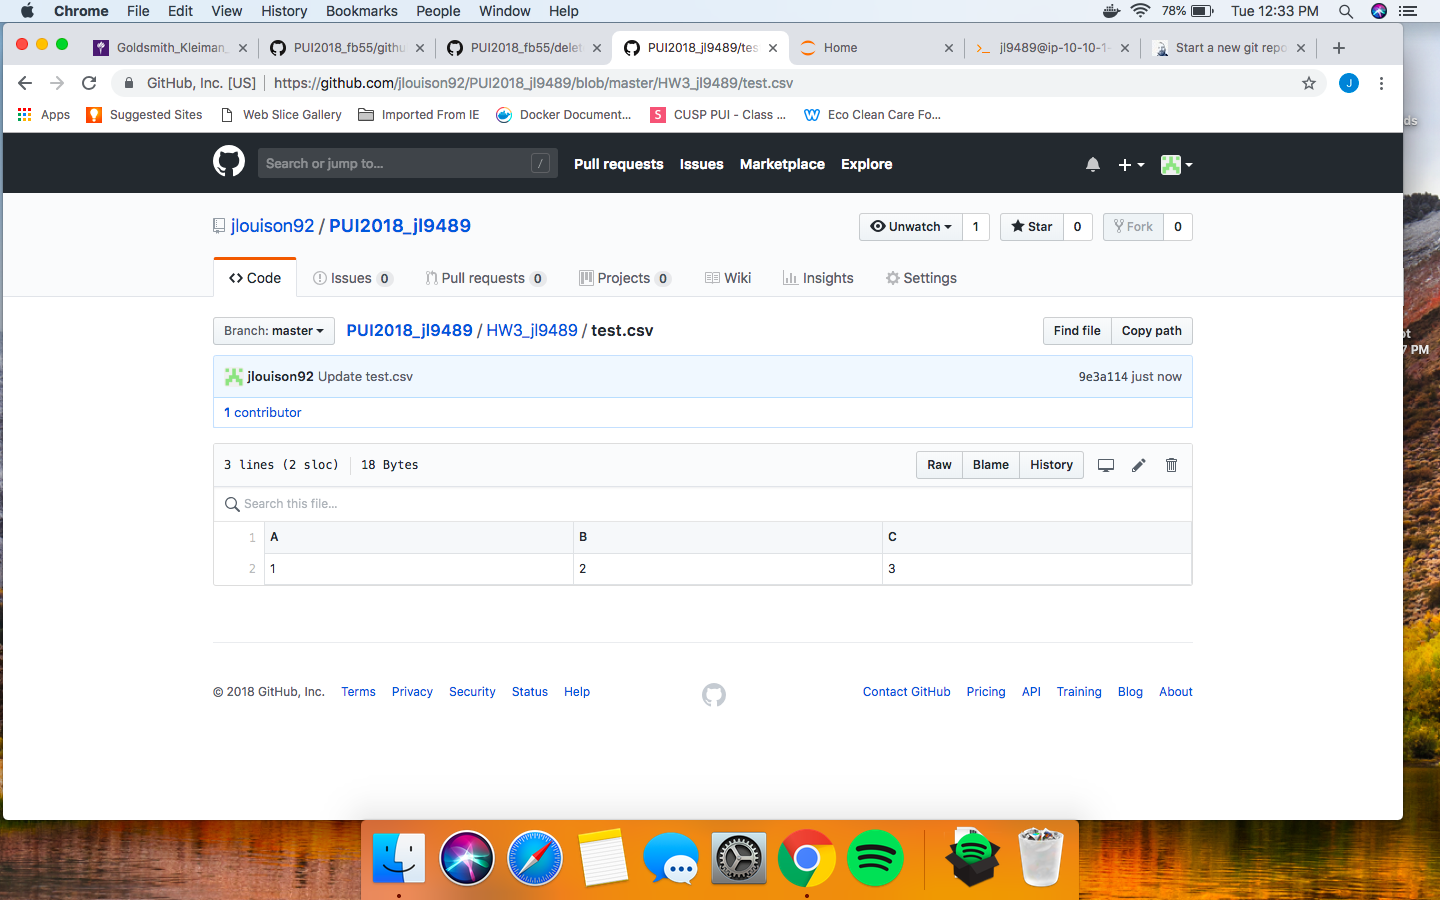 Chrome File Edit View History Bookmarks People Window Help 78% Tue 12:33 PM
Goldsmith_Kleiman_ PUI2018_fb55/githu PUI2018_fb55/delet PUI2018_jl9489/tes Home jl9489@ip-10-10-1- Start a new git repo
GitHub, Inc. [US] https://github.com/jlouison92/PUI2018_jl9489/blob/master/HW3_jl9489/test.csv J
Apps Suggested Sites Web Slice Gallery Imported From IE Docker Document... S CUSP PUI - Class ... Eco Clean Care Fo...
ds
Search or jump to... / Pull requests Issues Marketplace Explore
jlouison92 / PUI2018_jl9489 Unwatch 1 Star 0 Fork 0
Code Issues 0 Pull requests 0 Projects 0 Wiki Insights Settings
Branch: master PUI2018_jl9489 / HW3_jl9489 / test.csv Find file Copy path
7 PM
jlouison92 Update test.csv 9e3a114 just now
1 contributor
3 lines (2 sloc) 18 Bytes Raw Blame History
Search this file...
1 A B C
2 1 2 3
© 2018 GitHub, Inc. Terms Privacy Security Status Help Contact GitHub Pricing API Training Blog About